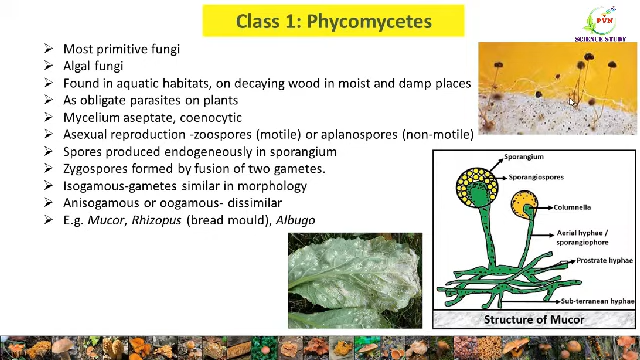 Class 1: Phycomycetes
PVN
SCIENCE STUDY
Most primitive fungi
Algal fungi
Found in aquatic habitats, on decaying wood in moist and damp places
As obligate parasites on plants
Mycelium aseptate, coenocytic
Asexual reproduction -zoospores (motile) or aplanospores (non-motile)
Spores produced endogeneously in sporangium
Zygospores formed by fusion of two gametes.
Isogamous-gametes similar in morphology
Anisogamous or oogamous- dissimilar
E.g. Mucor, Rhizopus (bread mould), Albugo
Sporangium
Sporangiospores
Columnella
Aerial hyphae /
sporangiophore
Prostrate hyphae
Sub-terranean hyphae
Structure of Mucor